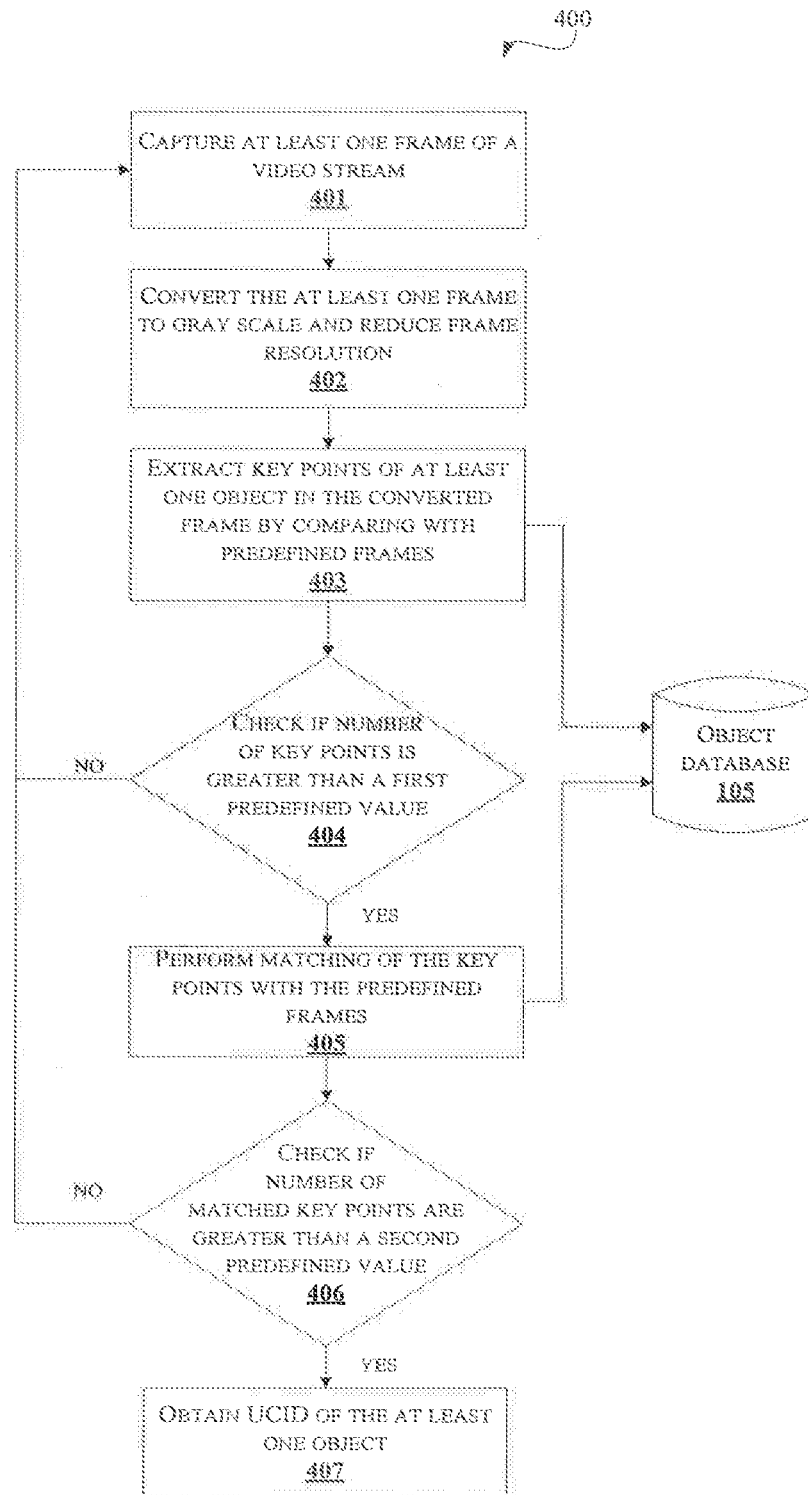 400
CAPTURE AT LEAST ONE FRAME OF A
VIDEO STREAM
401
CONVERT THE AT LEAST ONE FRAME
TO GRAY SCALE AND REDUCE FRAME
RESOLUTION
402
EXTRACT KEY POINTS OF AT LEAST
ONE OBJECT IN THE CONVERTED
FRAME BY COMPARING WITH
PREDEFINED FRAMES
403
CHECK IF NUMBER
OF KEY POINTS IS
GREATER THAN A FIRST
PREDEFINED VALUE
404
NO
OBJECT
DATABASE
105
YES
PERFORM MATCHING OF THE KEY
POINTS WITH THE PREDEFINED
FRAMES
405
CHECK IF
NUMBER OF
MATCHED KEY POINTS ARE
GREATER THAN A SECOND
PREDEFINED VALUE
406
NO
YES
OBTAIN UCID OF THE AT LEAST
ONE OBJECT
407